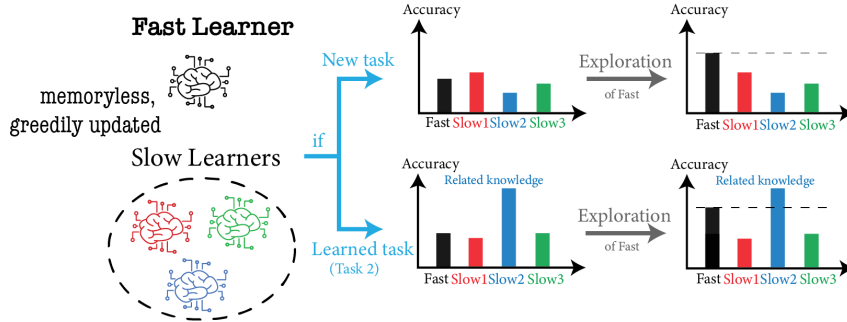 Fast Learner
memoryless,
greedily updated
Slow Learners
if
New task
Learned task
(Task 2)
Accuracy
Fast Slow1 Slow2 Slow3
Exploration
of Fast
Accuracy
Fast Slow1 Slow2 Slow3
Accuracy
Related knowledge
Fast Slow1 Slow2 Slow3
Exploration
of Fast
Accuracy
Related knowledge
Fast Slow1 Slow2 Slow3